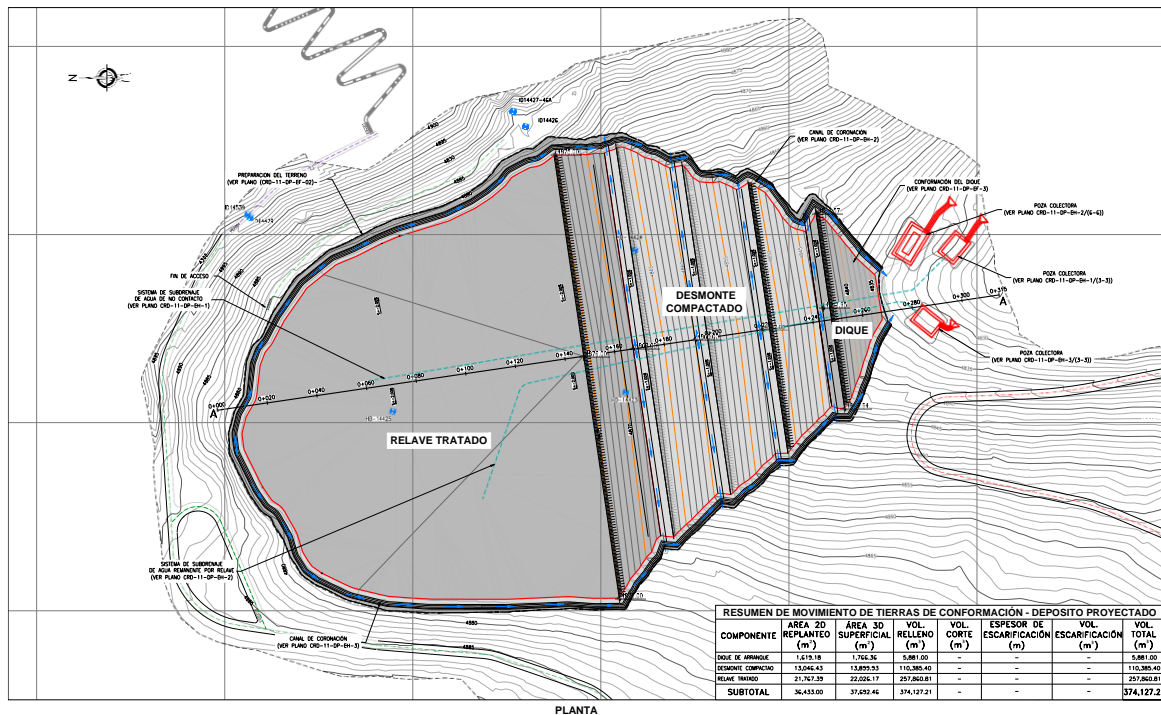 N
ID14427-46A
ID14426
CANAL DE CORONACIÓN
(VER PLANO CRD-11-DP-EH-2)
PREPARACION DEL TERRENO
(VER PLANO (CRD-11-DP-EF-02)-
CONFORMACIÓN DEL DIQUE
(VER PLANO CRD-11-DP-EF-3)
POZA COLECTORA
(VER PLANO CRD-11-DP-EH-2/(6-6))
POZA COLECTORA
(VER PLANO CRD-11-DP-EH-1/(3-3))
FIN DE ACCESO
SISTEMA DE SUBDRENAJE
DE AGUA DE NO CONTACTO
(VER PLANO CRD-11-DP-EH-1)
DESMONTE
COMPACTADO
DIQUE
POZA COLECTORA
(VER PLANO CRD-11-DP-EH-3/(3-3))
A
0+000
0+020
0+040
0+060
0+080
0+100
0+120
0+140
0+160
0+180
0+200
0+260
0+280
0+300
0+315
A
RELAVE TRATADO
SISTEMA DE SUBDRENAJE
DE AGUA REMANENTE POR RELAVE
(VER PLANO CRD-11-DP-EH-2)
CANAL DE CORONACIÓN
(VER PLANO CRD-11-DP-EH-3)
4880
4885
RESUMEN DE MOVIMIENTO DE TIERRAS DE CONFORMACIÓN - DEPOSITO PROYECTADO
COMPONENTE ÁREA 2D REPLANTEO (m²) ÁREA 3D SUPERFICIAL (m²) VOL. RELLENO (m³) VOL. CORTE (m³) ESPESOR DE ESCARIFICACIÓN (m) VOL. ESCARIFICACIÓN (m³) VOL. TOTAL (m³)
DIQUE DE ARRANQUE 1,619.18 1,766.36 5,881.00 - - - 5,881.00
DESMONTE COMPACTAO 13,046.43 13,899.93 110,385.40 - - - 110,385.40
RELAVE TRATADO 21,767.39 22,026.17 257,860.81 - - - 257,860.81
SUBTOTAL 36,433.00 37,692.46 374,127.21 - - - 374,127.2
PLANTA